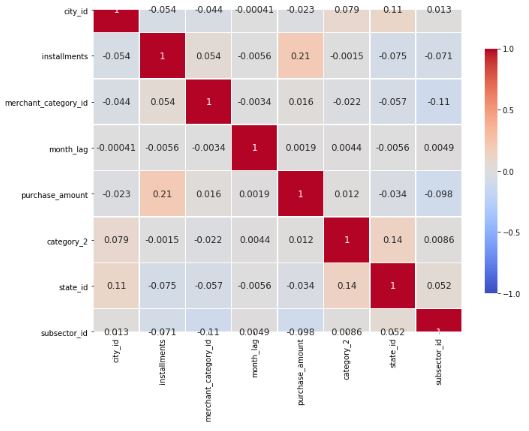 city_id 1 -0.054 -0.044 -0.00041 -0.023 0.079 0.11 0.013
installments -0.054 1 0.054 -0.0056 0.21 -0.0015 -0.075 -0.071
merchant_category_id -0.044 0.054 1 -0.0034 0.016 -0.022 -0.057 -0.11
month_lag -0.00041 -0.0056 -0.0034 1 0.0019 0.0044 -0.0056 0.0049
purchase_amount -0.023 0.21 0.016 0.0019 1 0.012 -0.034 -0.098
category_2 0.079 -0.0015 -0.022 0.0044 0.012 1 0.14 0.0086
state_id 0.11 -0.075 -0.057 -0.0056 -0.034 0.14 1 0.052
subsector_id 0.013 -0.071 -0.11 0.0049 -0.098 0.0086 0.052 1
city_id
installments
merchant_category_id
month_lag
purchase_amount
category_2
state_id
subsector_id
1.0
0.5
0.0
−0.5
−1.0